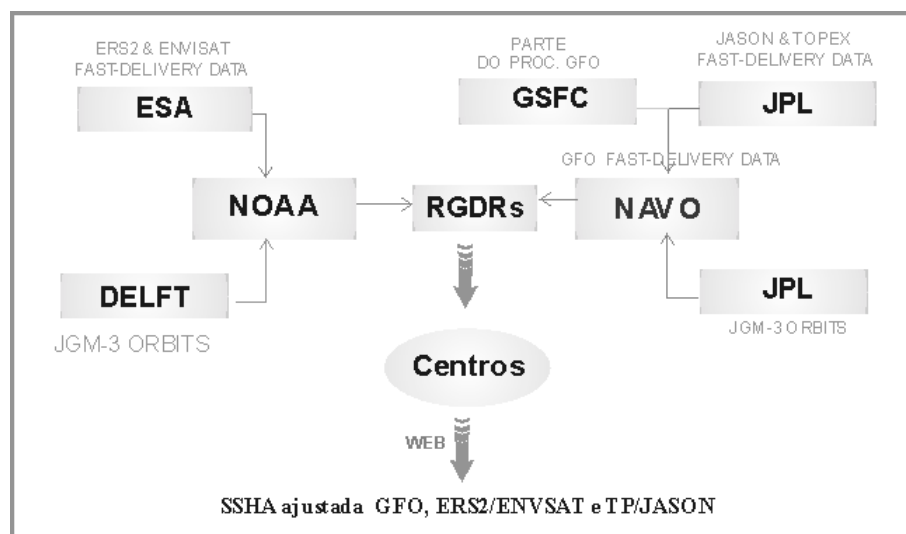 ERS2 & ENVISAT
FAST-DELIVERY DATA
ESA
PARTE
DO PROC. GFO
GSFC
JASON & TOPEX
FAST-DELIVERY DATA
JPL
GFO FAST-DELIVERY DATA
NOAA
RGDRs
NAVO
DELFT
JGM-3 ORBITS
JPL
JGM-3 ORBITS
Centros
WEB
SSHA ajustada GFO, ERS2/ENVSAT e TP/JASON